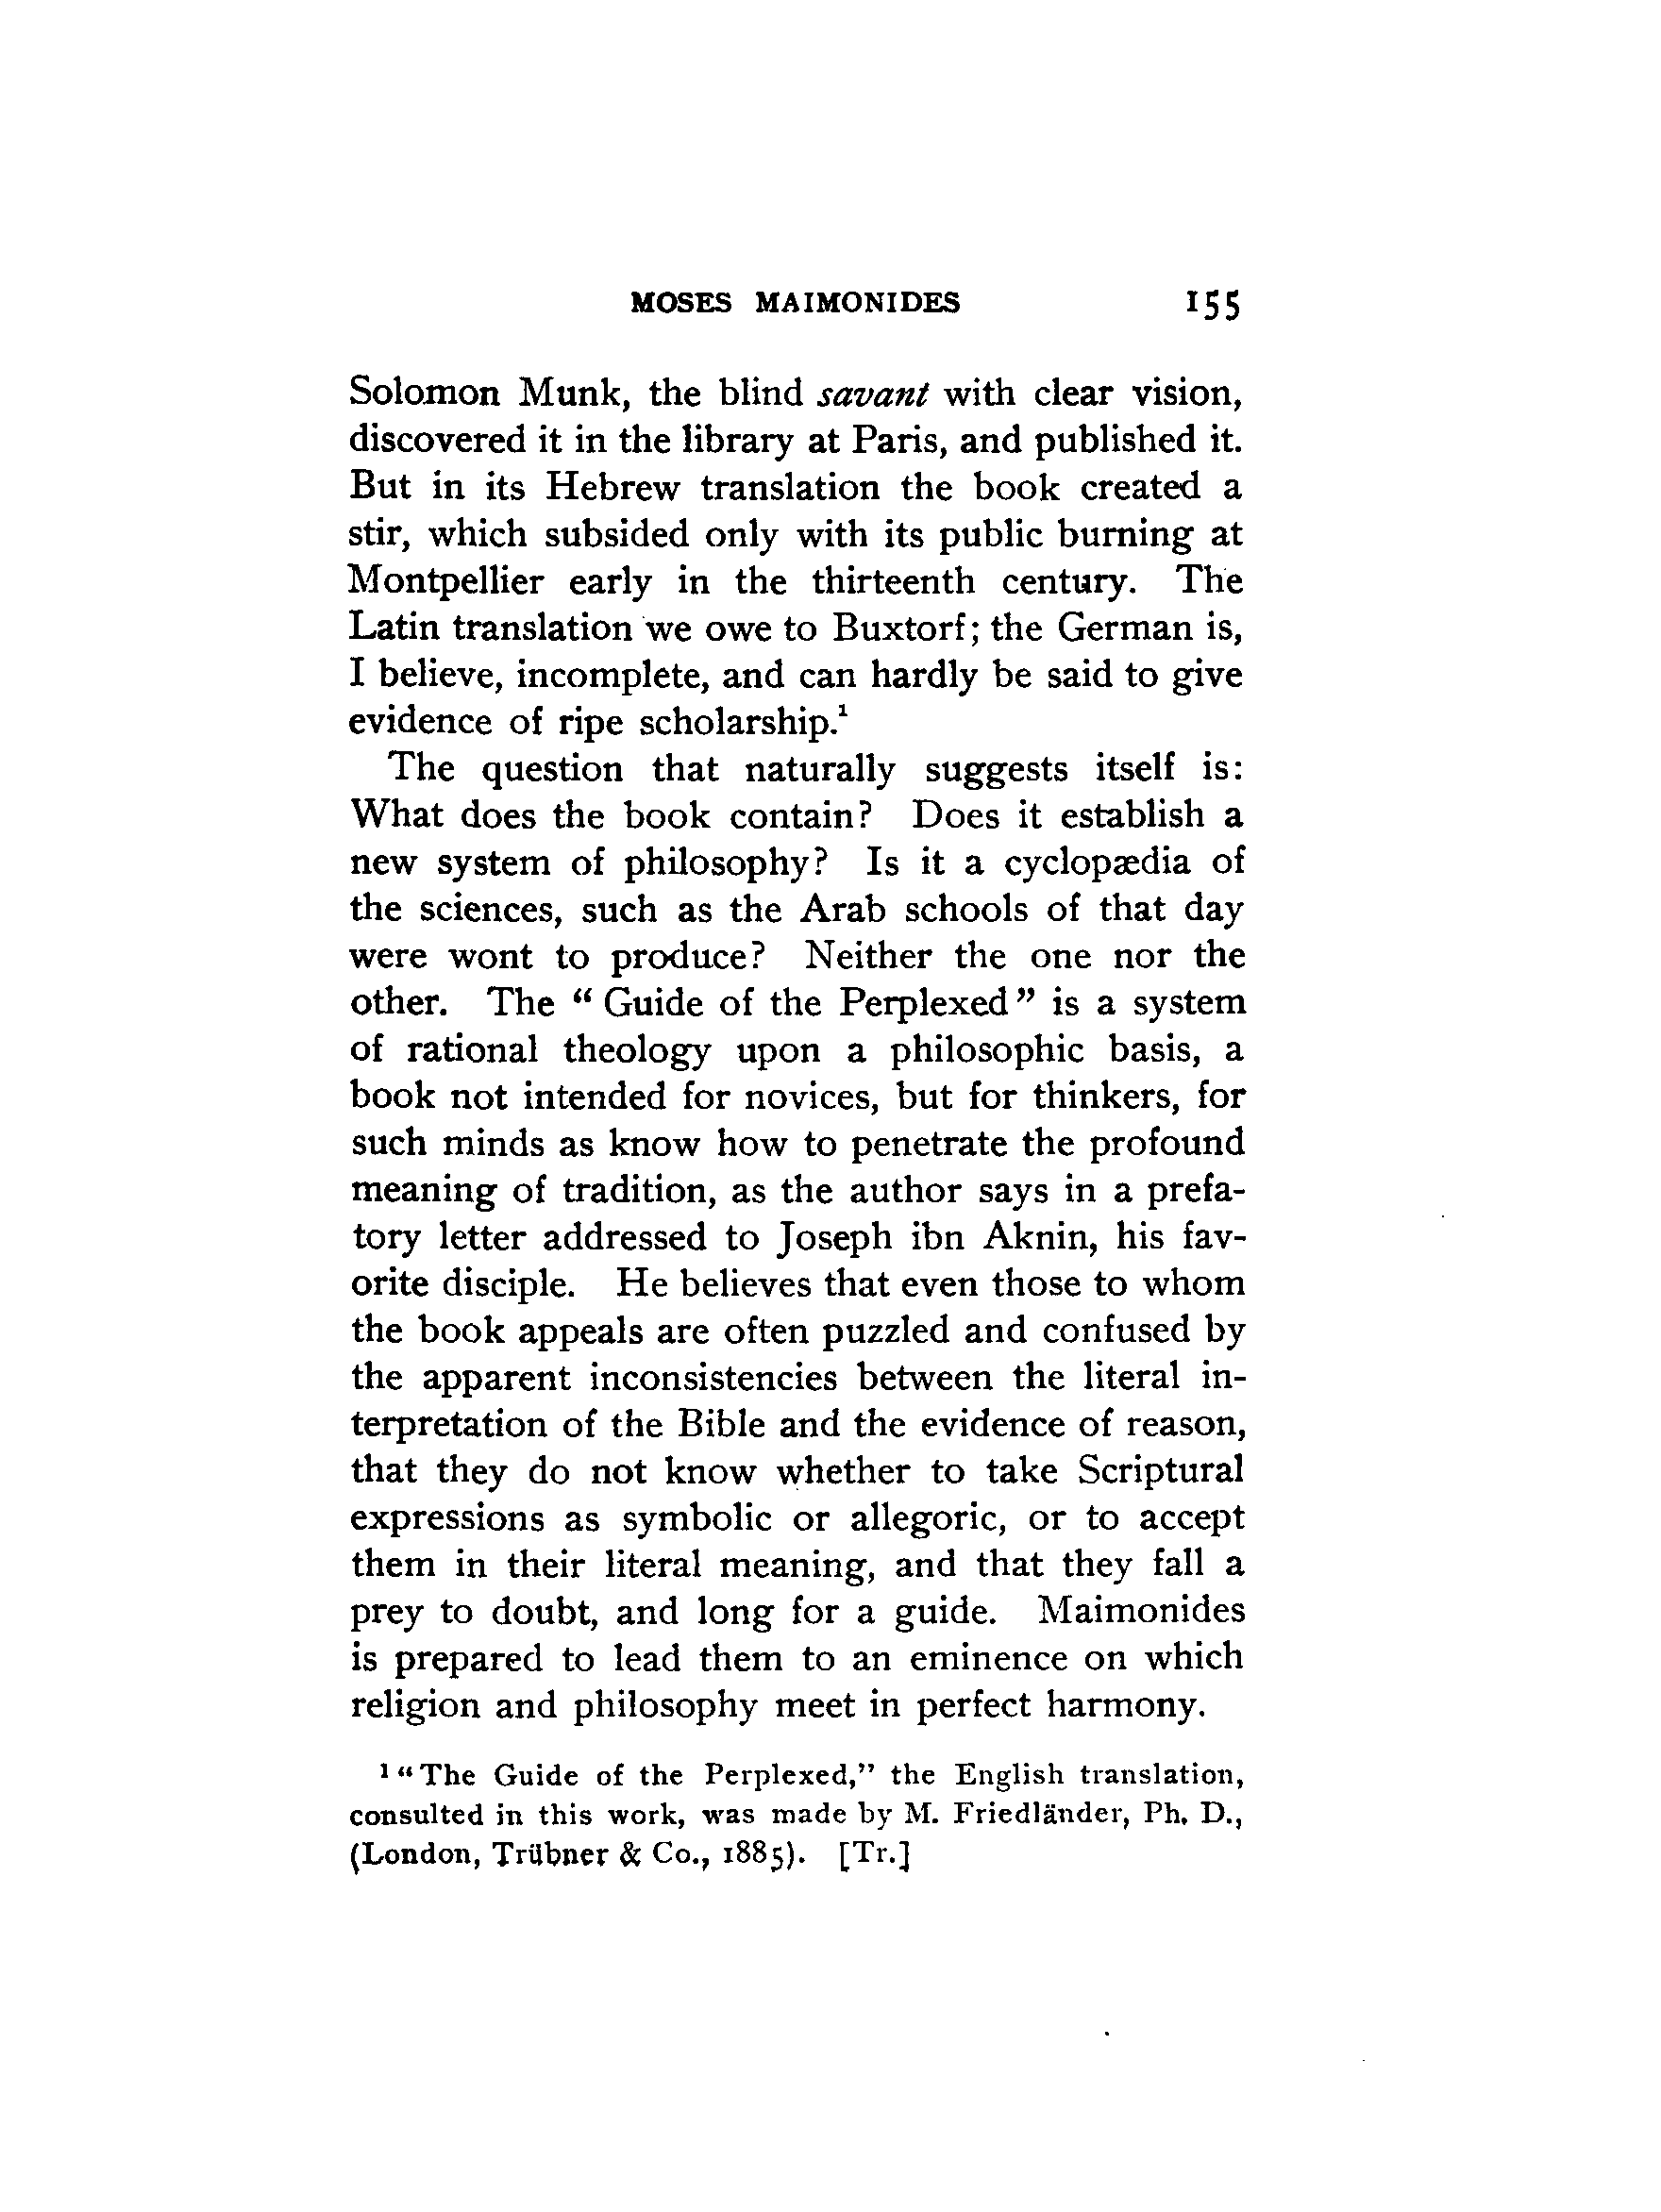 MOSES MAIMONIDES 155
Solomon Munk, the blind savant with clear vision,
discovered it in the library at Paris, and published it.
But in its Hebrew translation the book created a
stir, which subsided only with its public burning at
Montpellier early in the thirteenth century. The
Latin translation we owe to Buxtorf; the German is,
I believe, incomplete, and can hardly be said to give
evidence of ripe scholarship.¹
The question that naturally suggests itself is:
What does the book contain? Does it establish a
new system of philosophy? Is it a cyclopædia of
the sciences, such as the Arab schools of that day
were wont to produce? Neither the one nor the
other. The “Guide of the Perplexed” is a system
of rational theology upon a philosophic basis, a
book not intended for novices, but for thinkers, for
such minds as know how to penetrate the profound
meaning of tradition, as the author says in a prefa-
tory letter addressed to Joseph ibn Aknin, his fav-
orite disciple. He believes that even those to whom
the book appeals are often puzzled and confused by
the apparent inconsistencies between the literal in-
terpretation of the Bible and the evidence of reason,
that they do not know whether to take Scriptural
expressions as symbolic or allegoric, or to accept
them in their literal meaning, and that they fall a
prey to doubt, and long for a guide. Maimonides
is prepared to lead them to an eminence on which
religion and philosophy meet in perfect harmony.
¹ “The Guide of the Perplexed,” the English translation,
consulted in this work, was made by M. Friedländer, Ph. D.,
(London, Trübner & Co., 1885). [Tr.]